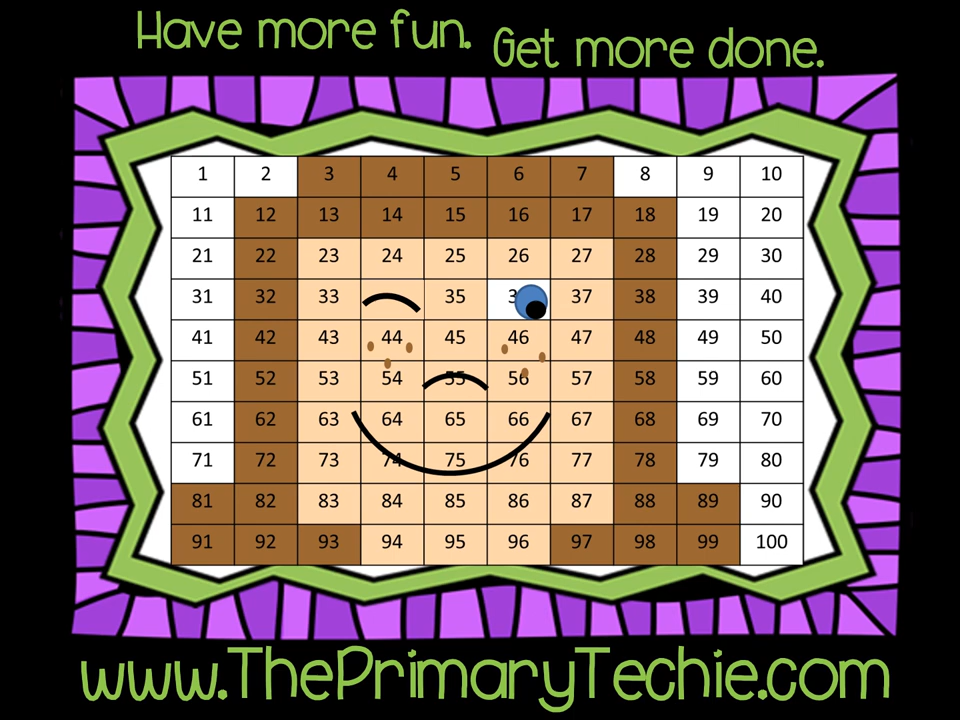 Have more fun. Get more done.
1 2 3 4 5 6 7 8 9 10
11 12 13 14 15 16 17 18 19 20
21 22 23 24 25 26 27 28 29 30
31 32 33 35 37 38 39 40
41 42 43 44 45 46 47 48 49 50
51 52 53 54 55 56 57 58 59 60
61 62 63 64 65 66 67 68 69 70
71 72 73 74 75 76 77 78 79 80
81 82 83 84 85 86 87 88 89 90
91 92 93 94 95 96 97 98 99 100
www.ThePrimaryTechie.com